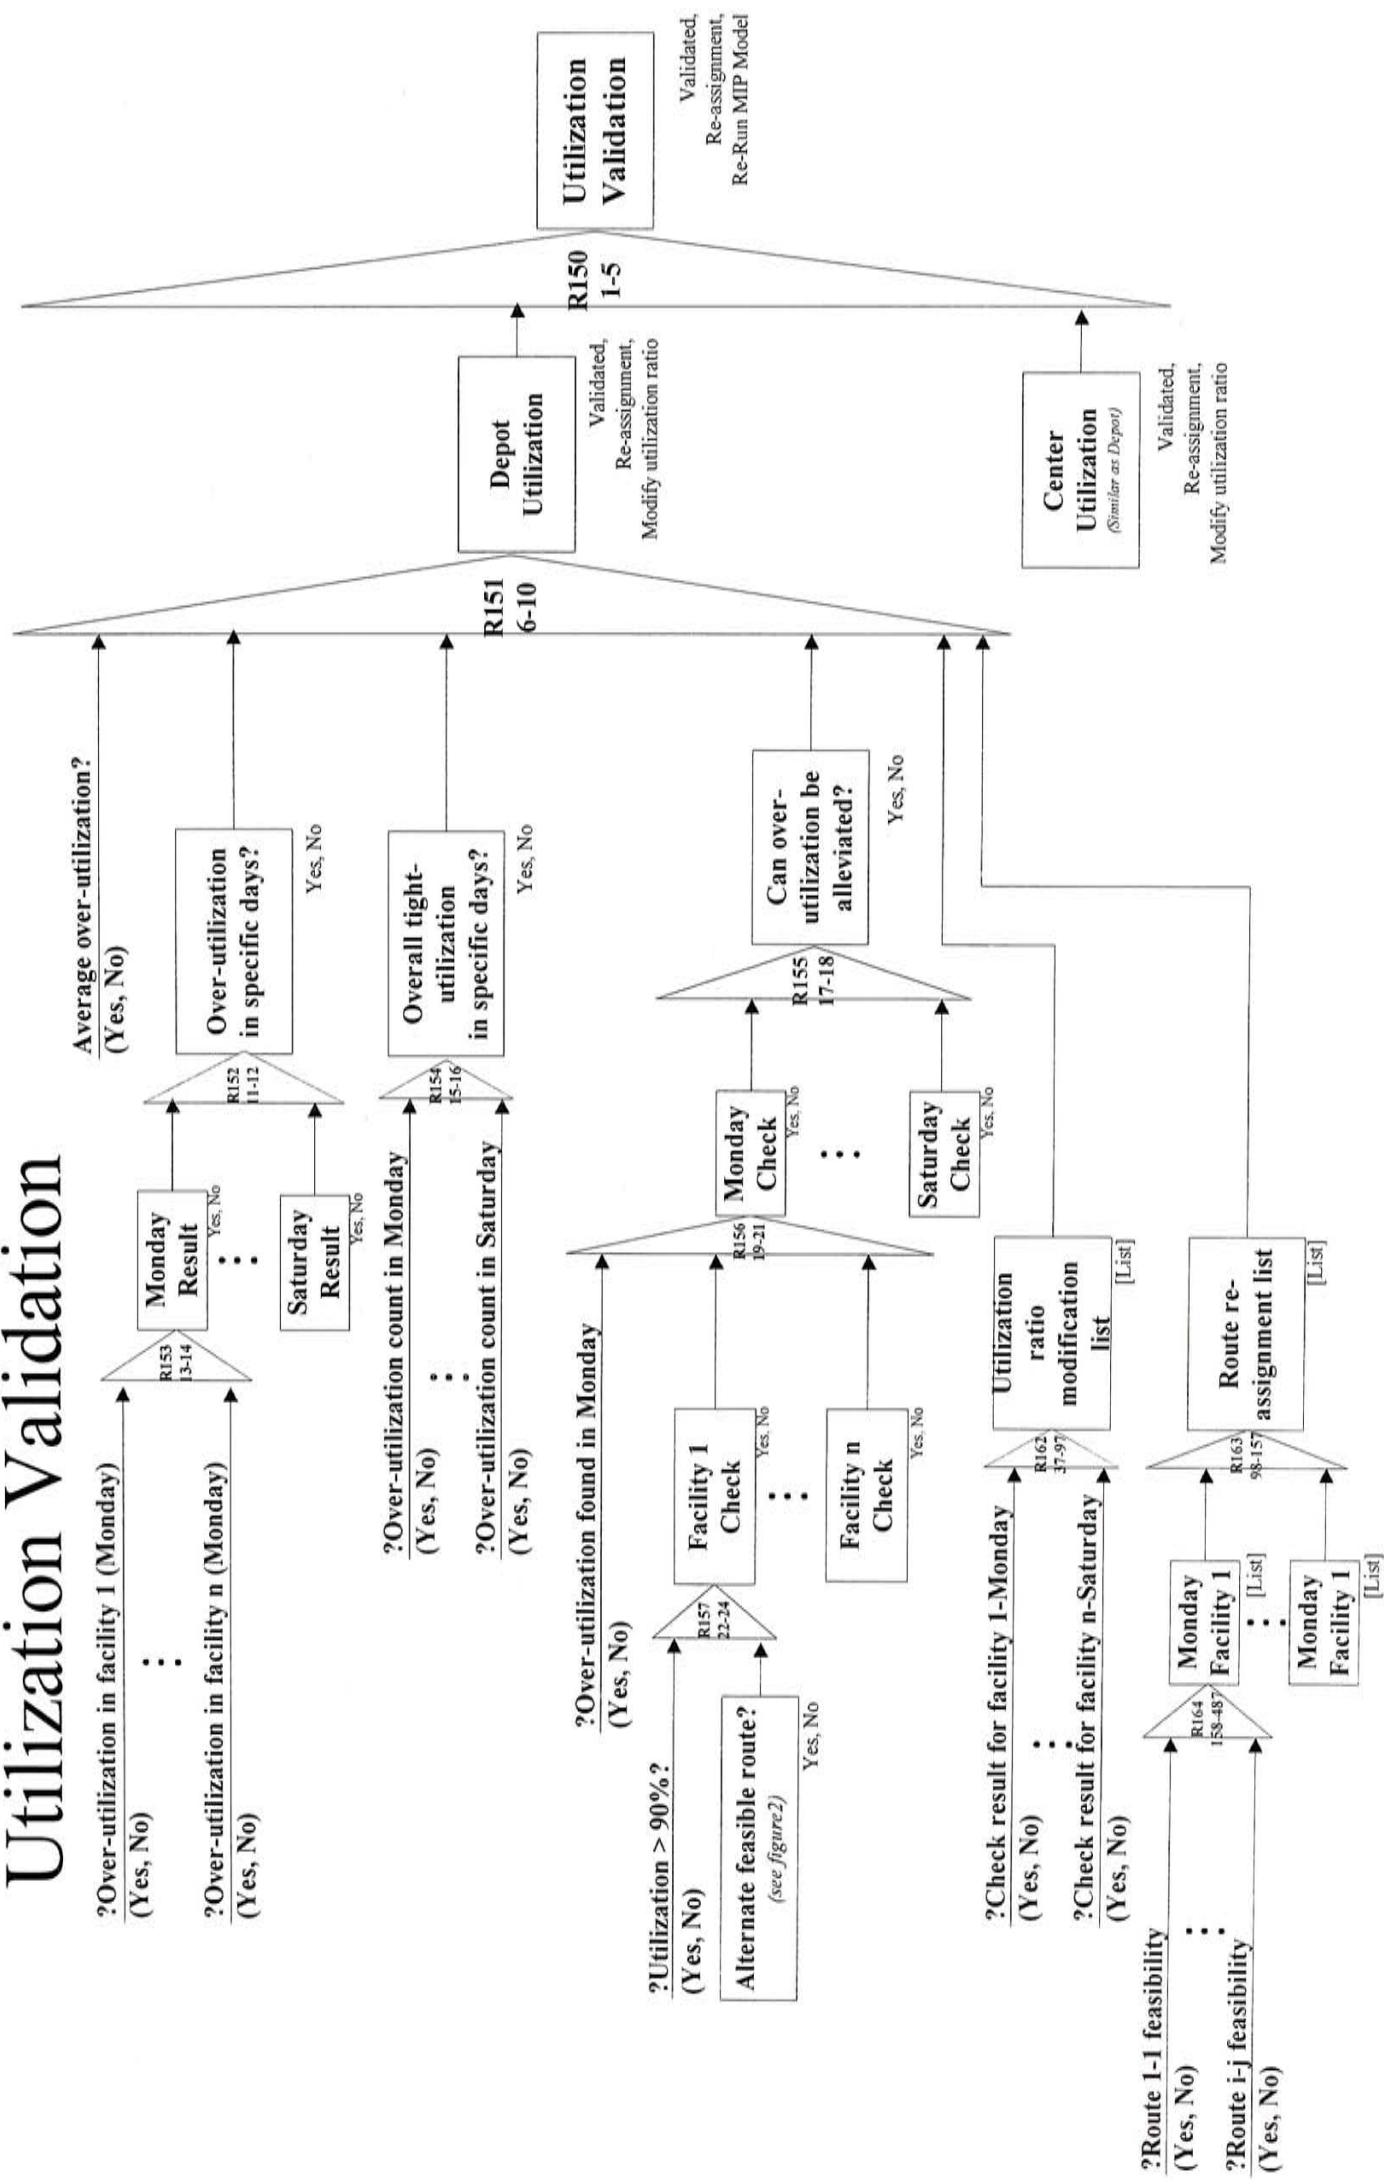 Utilization Validation
Average over-utilization?
(Yes, No)
?Over-utilization in facility 1 (Monday)
(Yes, No)
?Over-utilization in facility n (Monday)
(Yes, No)
R153
13-14
Monday
Result
Yes, No
Saturday
Result
Yes, No
R152
11-12
Over-utilization
in specific days?
Yes, No
?Over-utilization count in Monday
(Yes, No)
?Over-utilization count in Saturday
(Yes, No)
R154
15-16
Overall tight-
utilization
in specific days?
Yes, No
?Over-utilization found in Monday
(Yes, No)
?Utilization > 90%?
(Yes, No)
Alternate feasible route?
(see figure2)
Yes, No
R157
22-24
Facility 1
Check
Yes, No
Facility n
Check
Yes, No
R156
19-21
Monday
Check
Yes, No
Saturday
Check
Yes, No
R155
17-18
Can over-
utilization be
alleviated?
Yes, No
?Check result for facility 1-Monday
(Yes, No)
?Check result for facility n-Saturday
(Yes, No)
R162
37-97
Utilization
ratio
modification
list
[List]
?Route 1-1 feasibility
(Yes, No)
?Route i-j feasibility
(Yes, No)
R164
158-487
Monday
Facility 1
[List]
Monday
Facility 1
[List]
R163
98-157
Route re-
assignment list
[List]
R151
6-10
Depot
Utilization
Validated,
Re-assignment,
Modify utilization ratio
Center
Utilization
(Similar as Depot)
Validated,
Re-assignment,
Modify utilization ratio
R150
1-5
Utilization
Validation
Validated,
Re-assignment,
Re-Run MIP Model